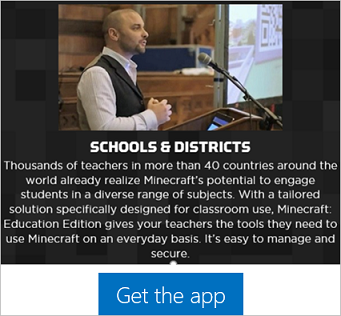 SCHOOLS & DISTRICTS
Thousands of teachers in more than 40 countries around the
world already realize Minecraft's potential to engage
students in a diverse range of subjects. With a tailored
solution specifically designed for classroom use, Minecraft:
Education Edition gives your teachers the tools they need to
use Minecraft on an everyday basis. It's easy to manage and
secure.
Get the app